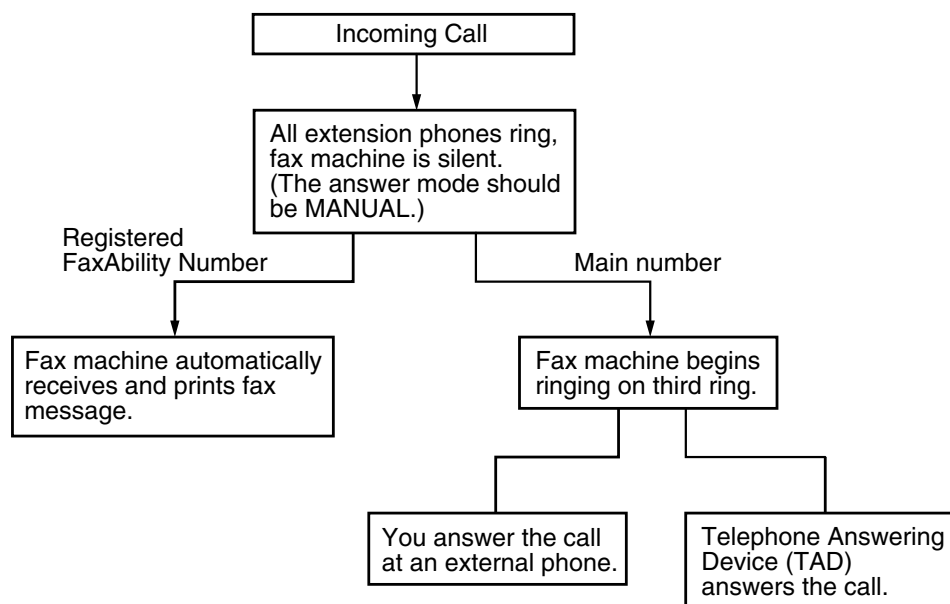 Incoming Call
All extension phones ring,
fax machine is silent.
(The answer mode should
be MANUAL.)
Registered
FaxAbility Number
Main number
Fax machine automatically
receives and prints fax
message.
Fax machine begins
ringing on third ring.
You answer the call
at an external phone.
Telephone Answering
Device (TAD)
answers the call.